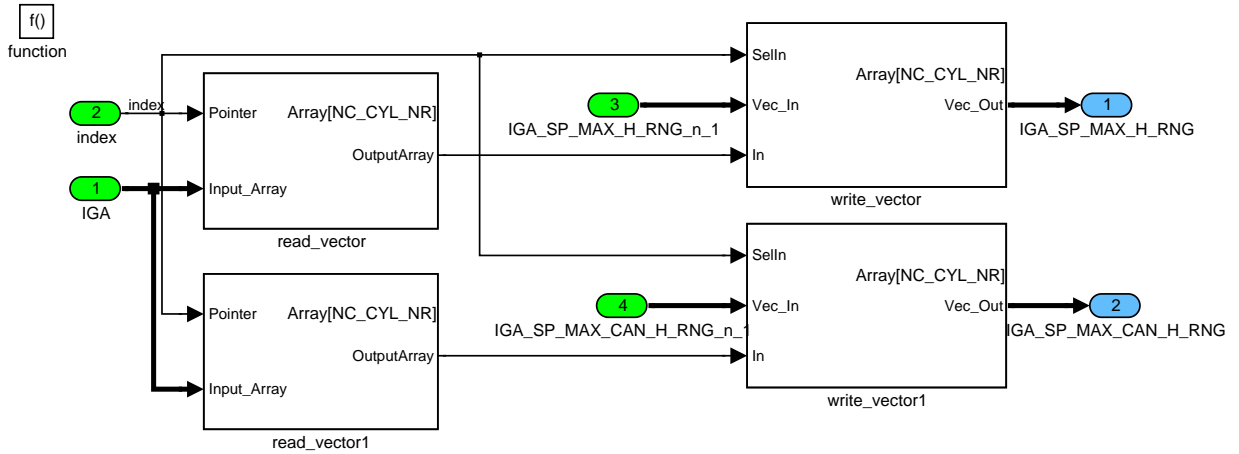 f()
function
2
index
index
1
IGA
Pointer
Array[NC_CYL_NR]
OutputArray
Input_Array
read_vector
Pointer
Array[NC_CYL_NR]
OutputArray
Input_Array
read_vector1
3
IGA_SP_MAX_H_RNG_n_1
SelIn
Array[NC_CYL_NR]
Vec_In
Vec_Out
In
write_vector
1
IGA_SP_MAX_H_RNG
4
IGA_SP_MAX_CAN_H_RNG_n_1
SelIn
Array[NC_CYL_NR]
Vec_In
Vec_Out
In
write_vector1
2
IGA_SP_MAX_CAN_H_RNG